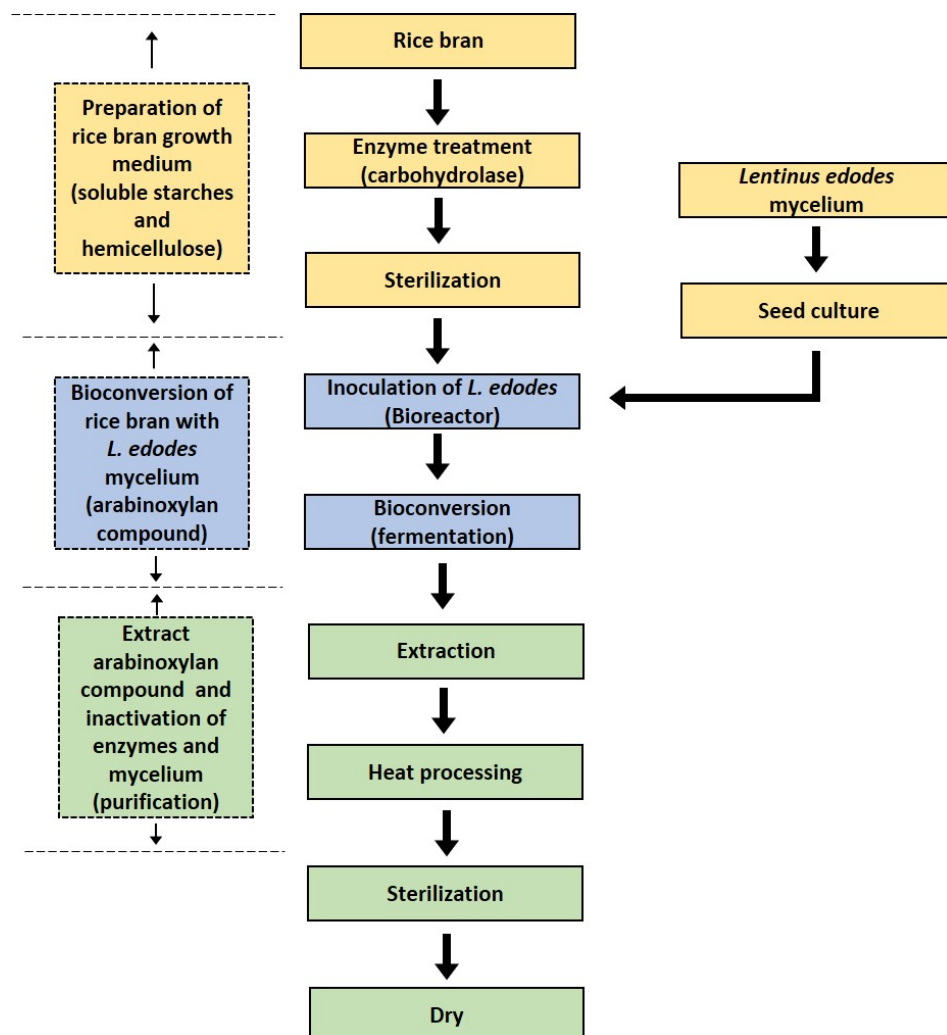 Rice bran
Preparation of
rice bran growth
medium
(soluble starches
and
hemicellulose)
Enzyme treatment
(carbohydrolase)
Lentinus edodes
mycelium
Sterilization
Seed culture
Bioconversion of
rice bran with
L. edodes
mycelium
(arabinoxylan
compound)
Inoculation of L. edodes
(Bioreactor)
Bioconversion
(fermentation)
Extract
arabinoxylan
compound and
inactivation of
enzymes and
mycelium
(purification)
Extraction
Heat processing
Sterilization
Dry